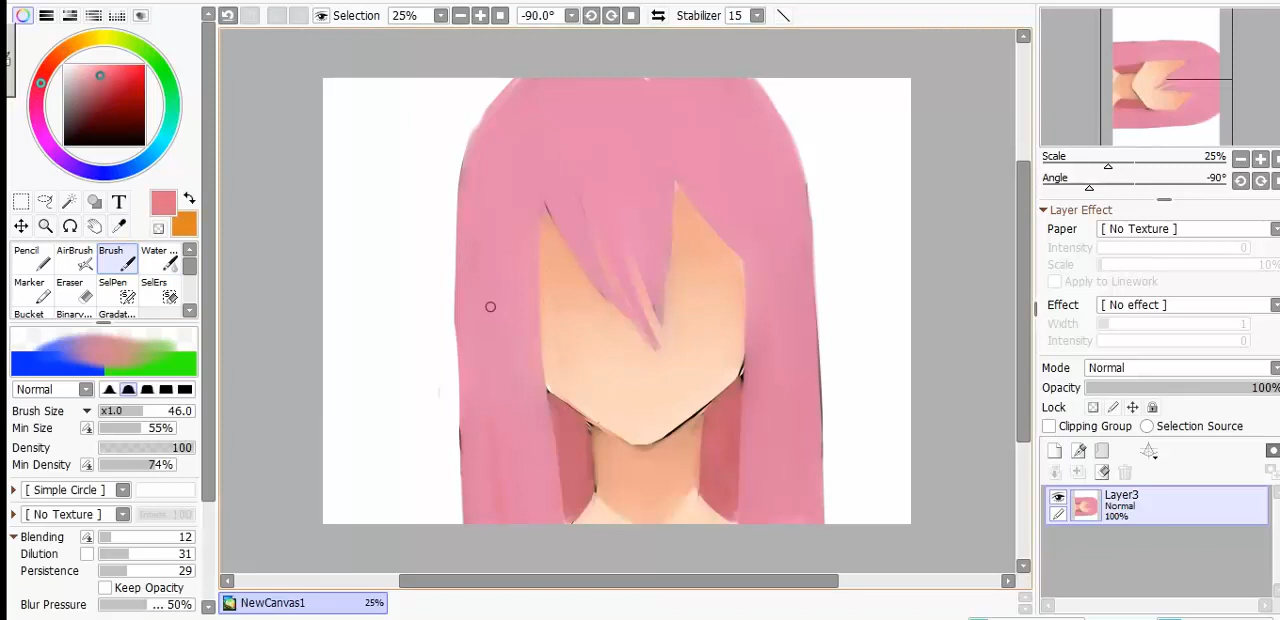 Selection 25% -90.0° Stabilizer 15
T
Pencil AirBrush Brush Water ...
Marker Eraser SelPen SelErs
Bucket Binary... Gradat...
Normal
Brush Size x1.0 46.0
Min Size 55%
Density 100
Min Density 74%
[ Simple Circle ]
[ No Texture ]
Blending 12
Dilution 31
Persistence 29
Keep Opacity
Blur Pressure ... 50%
NewCanvas1 25%
Scale 25%
Angle -90°
Layer Effect
Paper [ No Texture ]
Intensity 0
Scale 10%
Apply to Linework
Effect [ No effect ]
Width 1
Intensity 0
Mode Normal
Opacity 100%
Lock
Clipping Group Selection Source
Layer3
Normal
100%